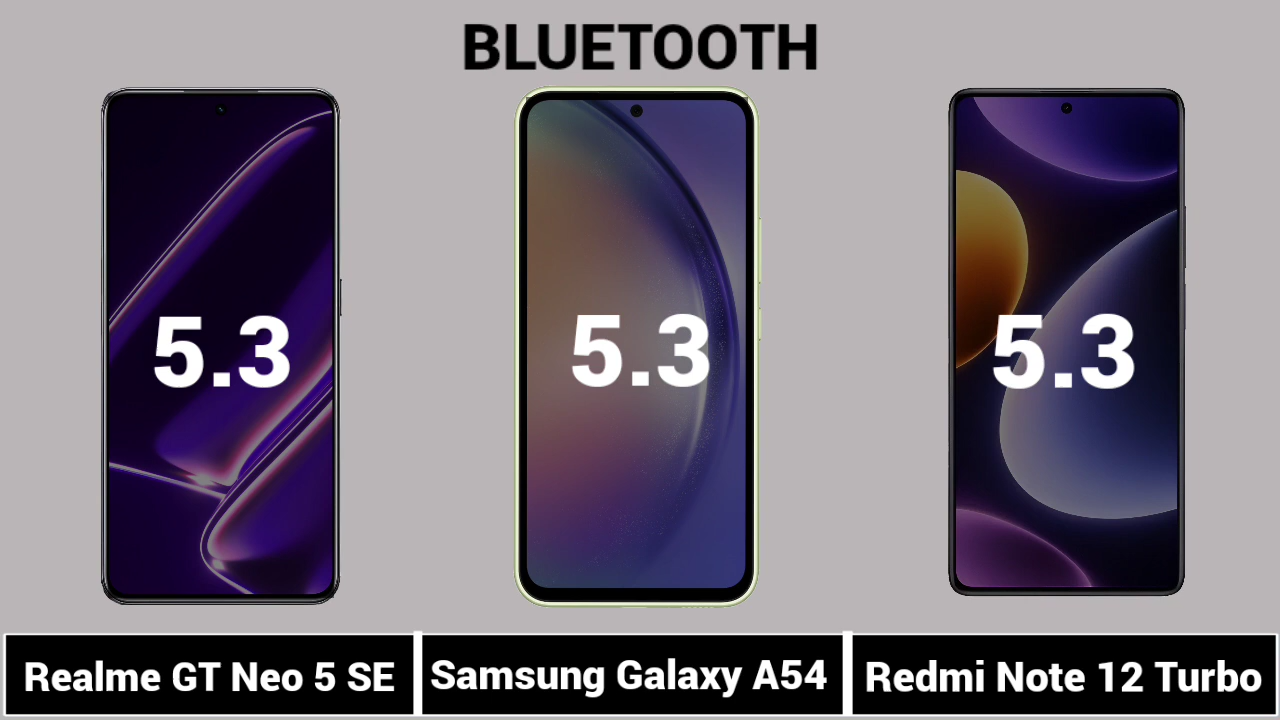 BLUETOOTH
5.3
5.3
5.3
Realme GT Neo 5 SE
Samsung Galaxy A54
Redmi Note 12 Turbo